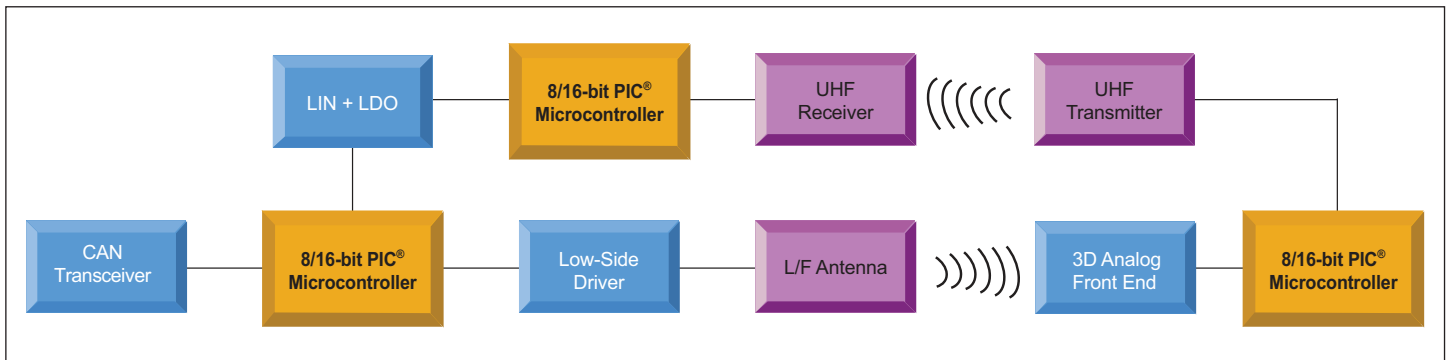 LIN + LDO
8/16-bit PIC®
Microcontroller
UHF
Receiver
UHF
Transmitter
CAN
Transceiver
8/16-bit PIC®
Microcontroller
Low-Side
Driver
L/F Antenna
3D Analog
Front End
8/16-bit PIC®
Microcontroller